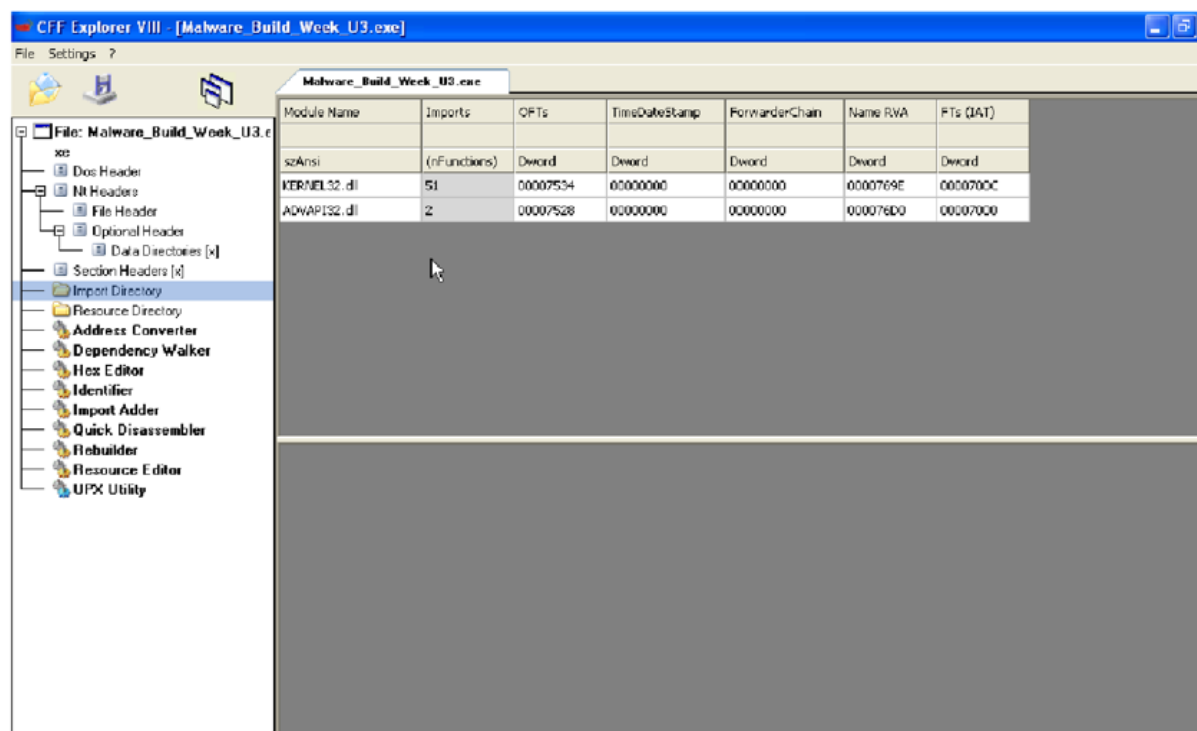 CFF Explorer VIII - [Malware_Build_Week_U3.exe]
File Settings ?
Malware_Build_Week_U3.exe
File: Malware_Build_Week_U3.e
xe
Dos Header
Nt Headers
File Header
Optional Header
Data Directories [x]
Section Headers [x]
Import Directory
Resource Directory
Address Converter
Dependency Walker
Hex Editor
Identifier
Import Adder
Quick Disassembler
Rebuilder
Resource Editor
UPX Utility
Module Name Imports OFTs TimeDateStamp ForwarderChain Name RVA FTs (IAT)
szAnsi (nFunctions) Dword Dword Dword Dword Dword
KERNEL32.dll 51 00007534 00000000 00000000 0000769E 0000700C
ADVAPI32.dll 2 00007528 00000000 00000000 000076D0 00007000